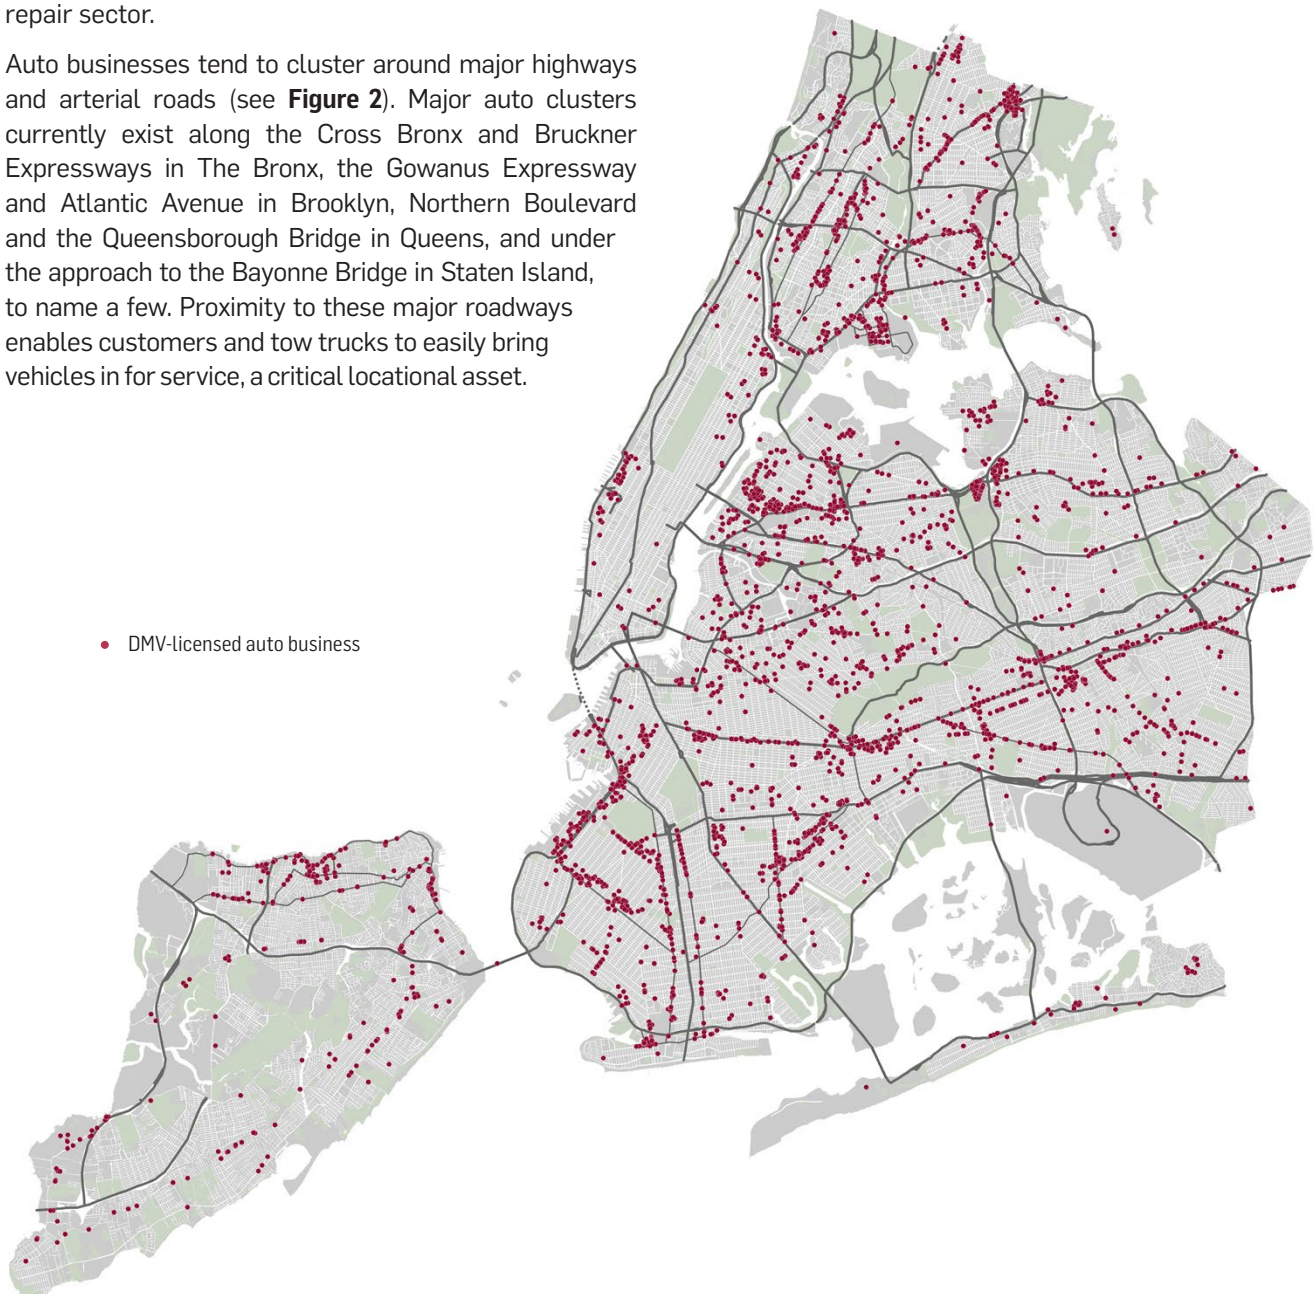 repair sector.
Auto businesses tend to cluster around major highways
and arterial roads (see Figure 2). Major auto clusters
currently exist along the Cross Bronx and Bruckner
Expressways in The Bronx, the Gowanus Expressway
and Atlantic Avenue in Brooklyn, Northern Boulevard
and the Queensborough Bridge in Queens, and under
the approach to the Bayonne Bridge in Staten Island,
to name a few. Proximity to these major roadways
enables customers and tow trucks to easily bring
vehicles in for service, a critical locational asset.
DMV-licensed auto business